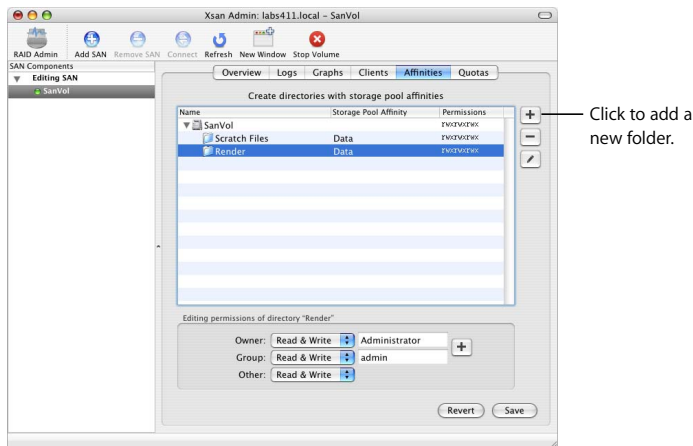 Xsan Admin: labs411.local – SanVol
RAID Admin Add SAN Remove SAN Connect Refresh New Window Stop Volume
SAN Components
Editing SAN
SanVol
Overview Logs Graphs Clients Affinities Quotas
Create directories with storage pool affinities
Name Storage Pool Affinity Permissions
SanVol rwxrwxrwx
Scratch Files Data rwxrwxrwx
Render Data rwxrwxrwx
Click to add a
new folder.
Editing permissions of directory "Render"
Owner: Read & Write Administrator
Group: Read & Write admin
Other: Read & Write
Revert Save